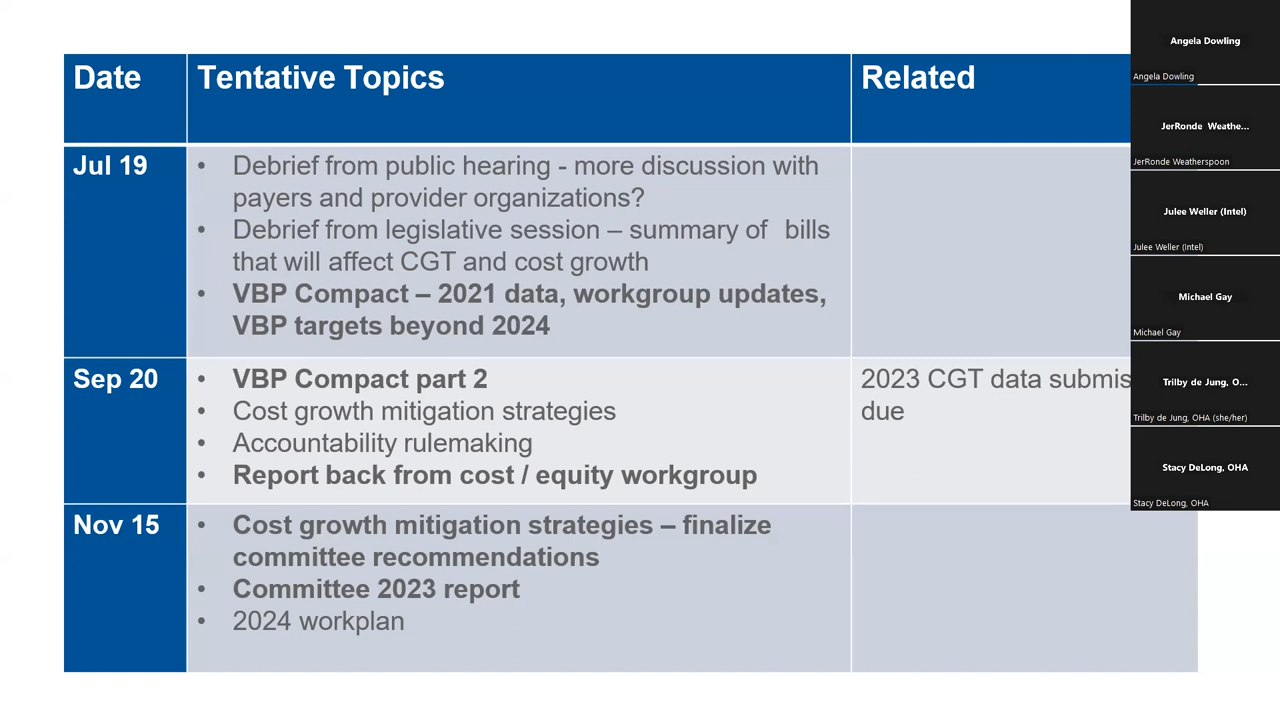 Date
Tentative Topics
Related
Jul 19
• Debrief from public hearing - more discussion with
payers and provider organizations?
• Debrief from legislative session – summary of bills
that will affect CGT and cost growth
• VBP Compact – 2021 data, workgroup updates,
VBP targets beyond 2024
Sep 20
• VBP Compact part 2
• Cost growth mitigation strategies
• Accountability rulemaking
• Report back from cost / equity workgroup
2023 CGT data submis
due
Nov 15
• Cost growth mitigation strategies – finalize
committee recommendations
• Committee 2023 report
• 2024 workplan
Angela Dowling
Angela Dowling
JerRonde Weathe...
JerRonde Weatherspoon
Julee Weller (Intel)
Julee Weller (Intel)
Michael Gay
Michael Gay
Trilby de Jung, O...
Trilby de Jung, OHA (she/her)
Stacy DeLong, OHA
Stacy DeLong, OHA